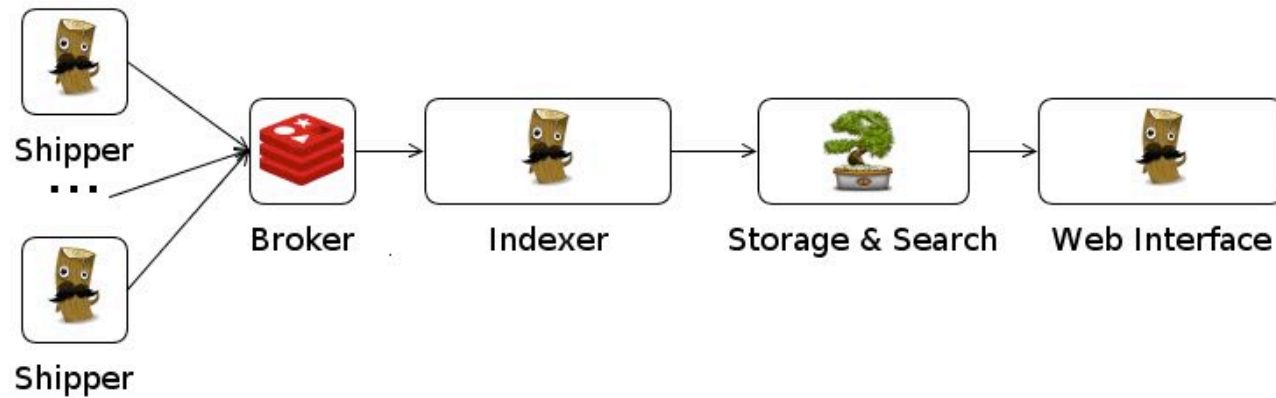 Shipper
...
Shipper
Broker
Indexer
Storage & Search
Web Interface